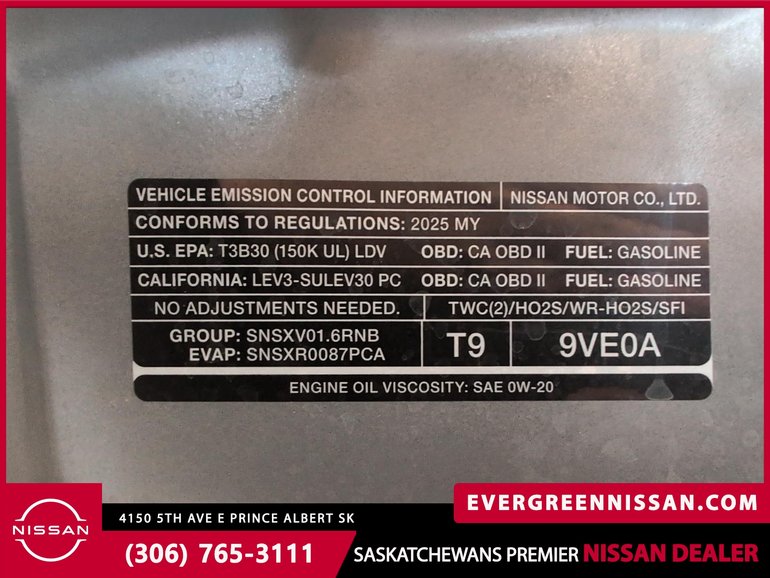 VEHICLE EMISSION CONTROL INFORMATION NISSAN MOTOR CO., LTD.
CONFORMS TO REGULATIONS: 2025 MY
U.S. EPA: T3B30 (150K UL) LDV OBD: CA OBD II FUEL: GASOLINE
CALIFORNIA: LEV3-SULEV30 PC OBD: CA OBD II FUEL: GASOLINE
NO ADJUSTMENTS NEEDED. TWC(2)/HO2S/WR-HO2S/SFI
GROUP: SNSXV01.6RNB
EVAP: SNSXR0087PCA
T9 9VE0A
ENGINE OIL VISCOSITY: SAE 0W-20
NISSAN
4150 5TH AVE E PRINCE ALBERT SK
(306) 765-3111
EVERGREENNISSAN.COM
SASKATCHEWANS PREMIER NISSAN DEALER